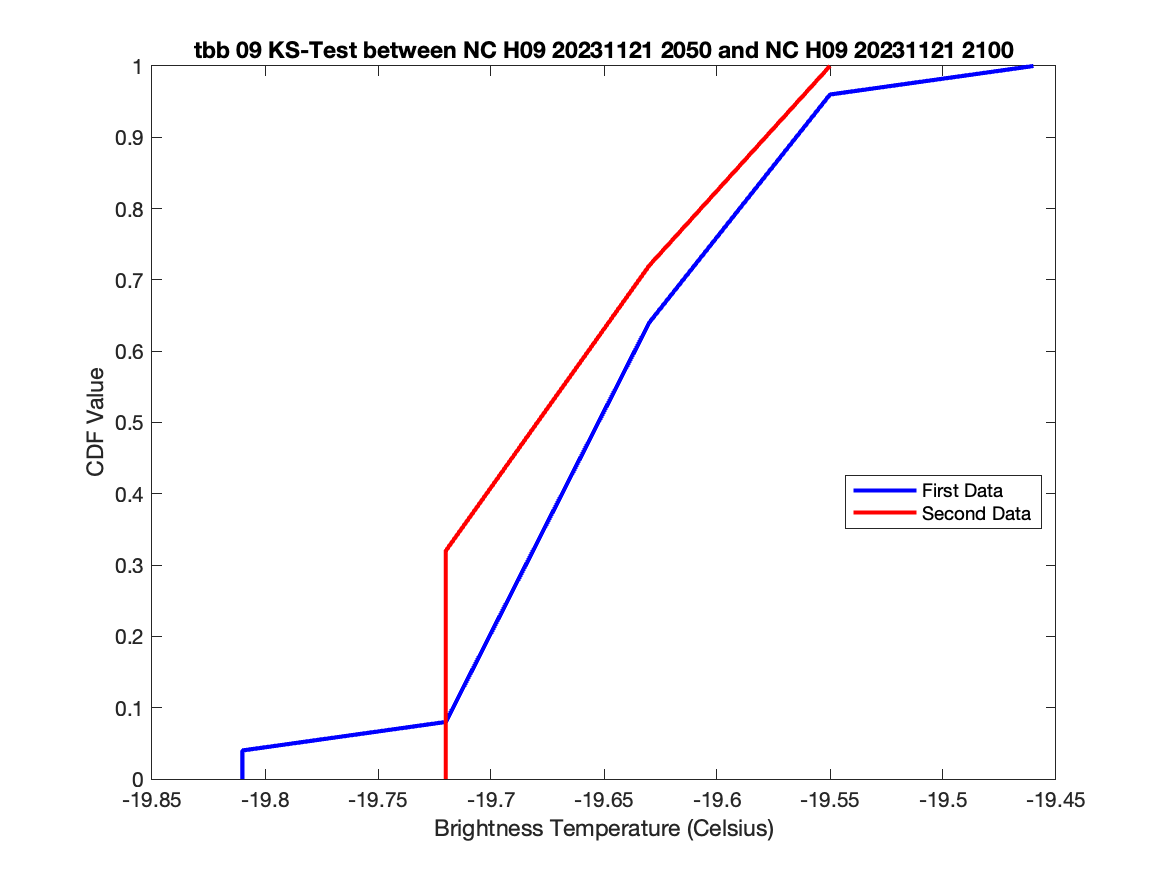 tbb 09 KS-Test between NC H09 20231121 2050 and NC H09 20231121 2100
1
0.9
0.8
0.7
0.6
0.5
0.4
0.3
0.2
0.1
0
CDF Value
First Data
Second Data
-19.85 -19.8 -19.75 -19.7 -19.65 -19.6 -19.55 -19.5 -19.45
Brightness Temperature (Celsius)